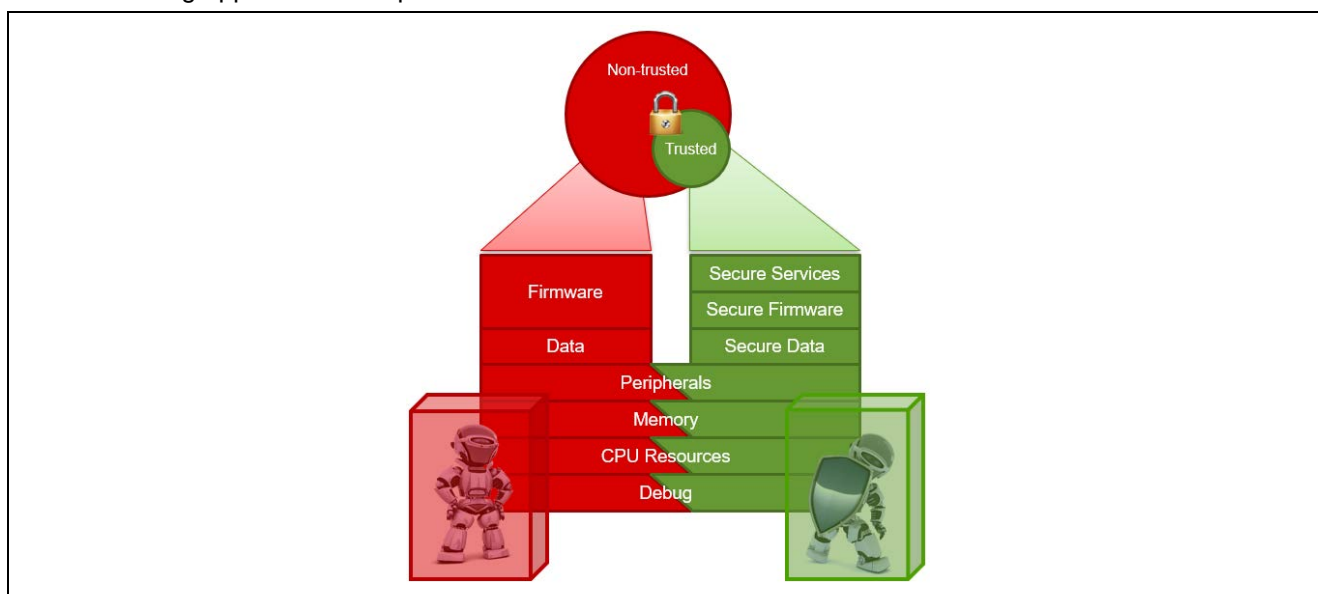 Non-trusted
Trusted
Firmware
Secure Services
Secure Firmware
Data
Secure Data
Peripherals
Memory
CPU Resources
Debug